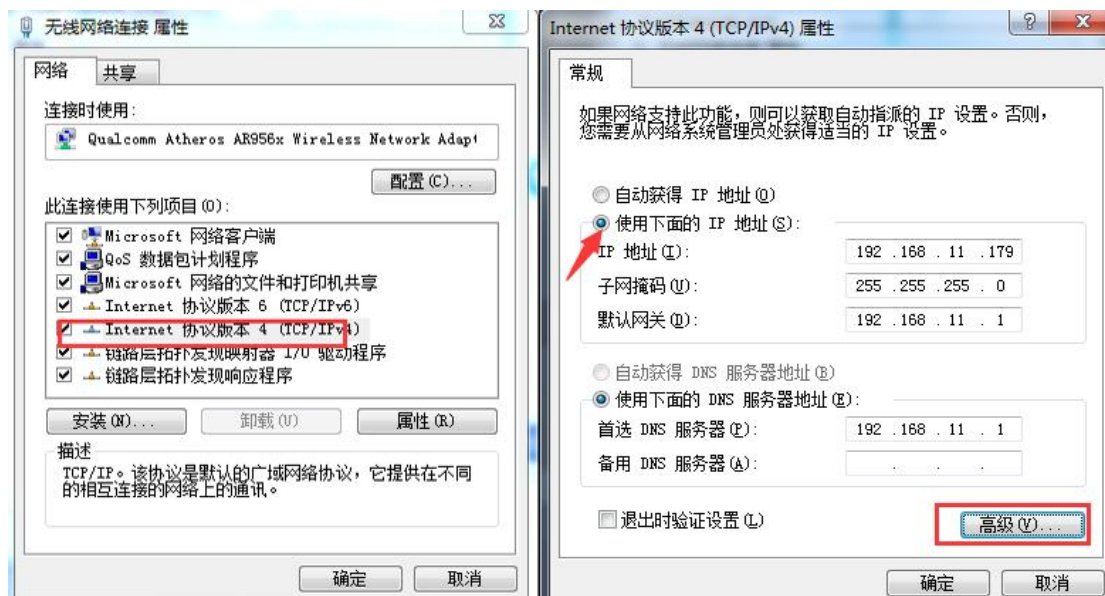 无线网络连接 属性
网络
共享
连接时使用:
Qualcomm Atheros AR956x Wireless Network Adapt
配置(C)...
此连接使用下列项目(O):
Microsoft 网络客户端
QoS 数据包计划程序
Microsoft 网络的文件和打印机共享
Internet 协议版本 6 (TCP/IPv6)
Internet 协议版本 4 (TCP/IPv4)
链路层拓扑发现映射器 I/O 驱动程序
链路层拓扑发现响应程序
安装(N)...
卸载(U)
属性(R)
描述
TCP/IP。该协议是默认的广域网络协议，它提供在不同
的相互连接的网络上的通讯。
确定
取消
Internet 协议版本 4 (TCP/IPv4) 属性
常规
如果网络支持此功能，则可以获取自动指派的 IP 设置。否则，
您需要从网络系统管理员处获得适当的 IP 设置。
自动获得 IP 地址(O)
使用下面的 IP 地址(S):
IP 地址(I):
192 .168 . 11 .179
子网掩码(U):
255 .255 .255 . 0
默认网关(D):
192 .168 . 11 . 1
自动获得 DNS 服务器地址(B)
使用下面的 DNS 服务器地址(E):
首选 DNS 服务器(P):
192 .168 . 11 . 1
备用 DNS 服务器(A):
. . .
退出时验证设置(L)
高级(V)...
确定
取消